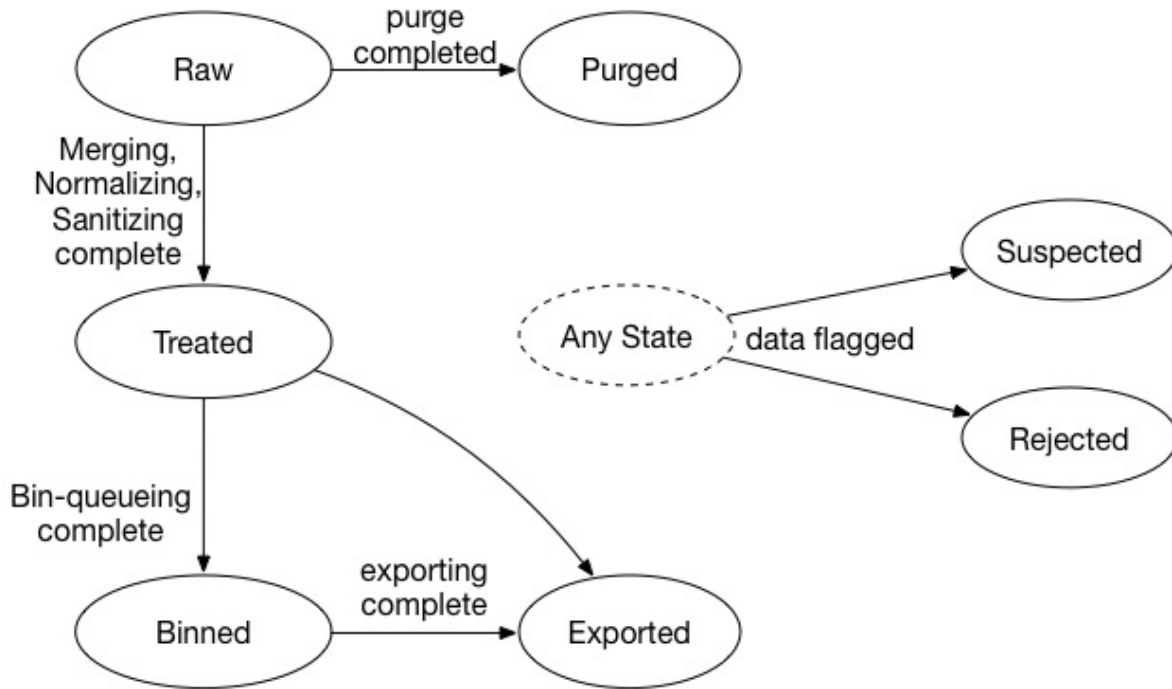 Raw
purge
completed
Purged
Merging,
Normalizing,
Sanitizing
complete
Suspected
Treated
Any State
data flagged
Rejected
Bin-queueing
complete
exporting
complete
Binned
Exported